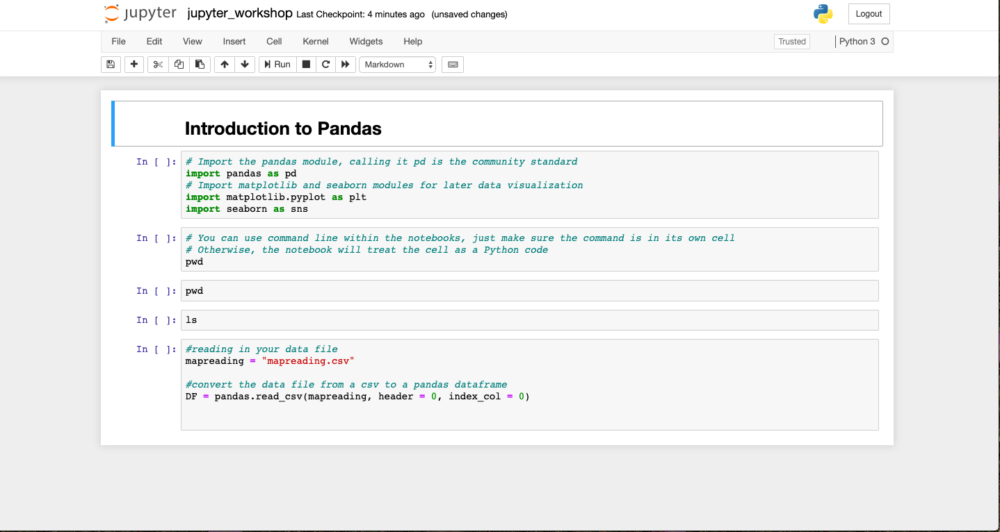 jupyter jupyter_workshop Last Checkpoint: 4 minutes ago (unsaved changes) Logout
File Edit View Insert Cell Kernel Widgets Help Trusted Python 3
Run Markdown
Introduction to Pandas
In [ ]: # Import the pandas module, calling it pd is the community standard
import pandas as pd
# Import matplotlib and seaborn modules for later data visualization
import matplotlib.pyplot as plt
import seaborn as sns
In [ ]: # You can use command line within the notebooks, just make sure the command is in its own cell
# Otherwise, the notebook will treat the cell as a Python code
pwd
In [ ]: pwd
In [ ]: ls
In [ ]: #reading in your data file
mapreading = "mapreading.csv"
#convert the data file from a csv to a pandas dataframe
DF = pandas.read_csv(mapreading, header = 0, index_col = 0)